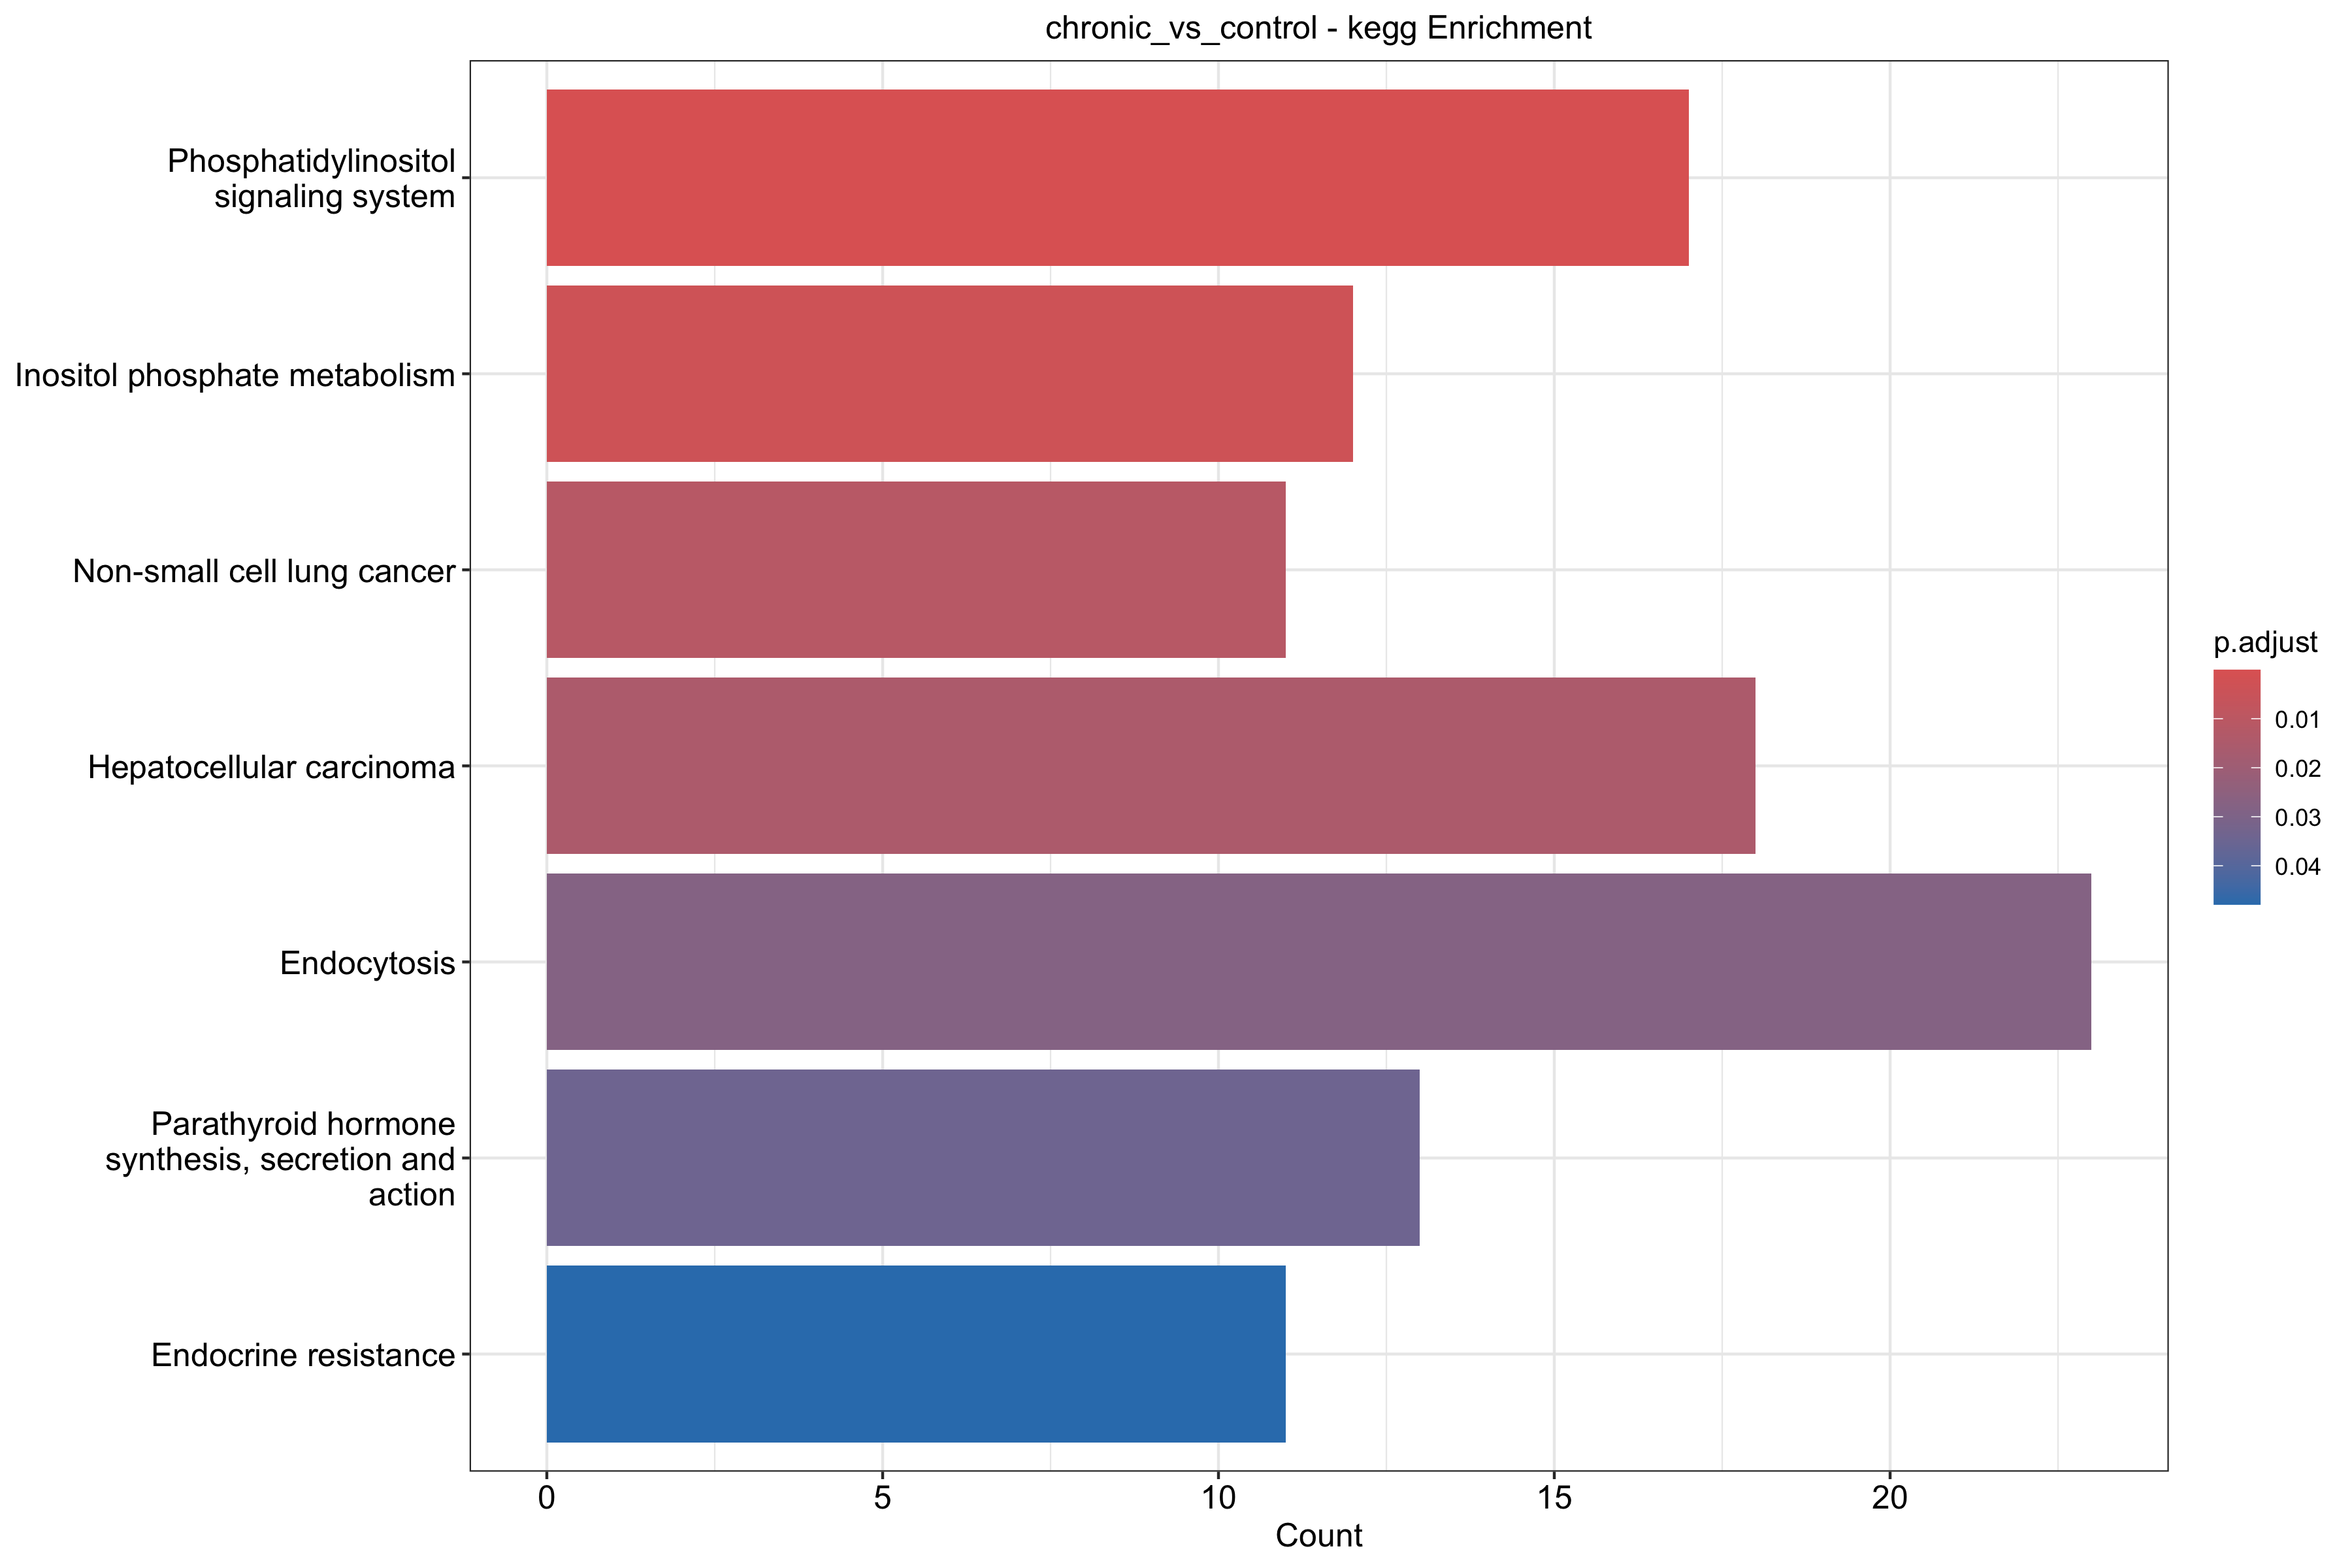 chronic_vs_control - kegg Enrichment
Phosphatidylinositol
signaling system
Inositol phosphate metabolism
Non-small cell lung cancer
Hepatocellular carcinoma
Endocytosis
Parathyroid hormone
synthesis, secretion and
action
Endocrine resistance
0
5
10
15
20
Count
p.adjust
0.01
0.02
0.03
0.04